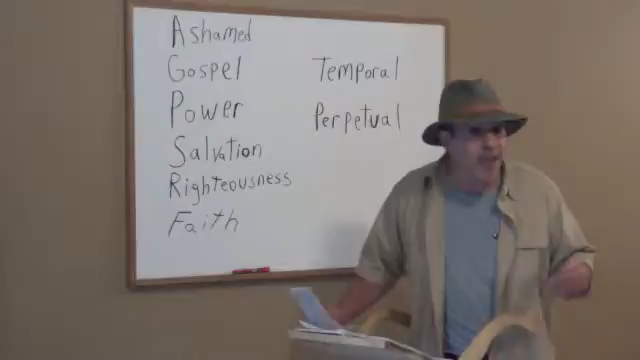 Ashamed
Gospel
Power
Salvation
Righteousness
Faith
Temporal
Perpetual